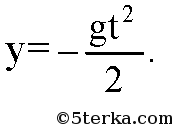 y = − gt²/2 .
©5terka.com